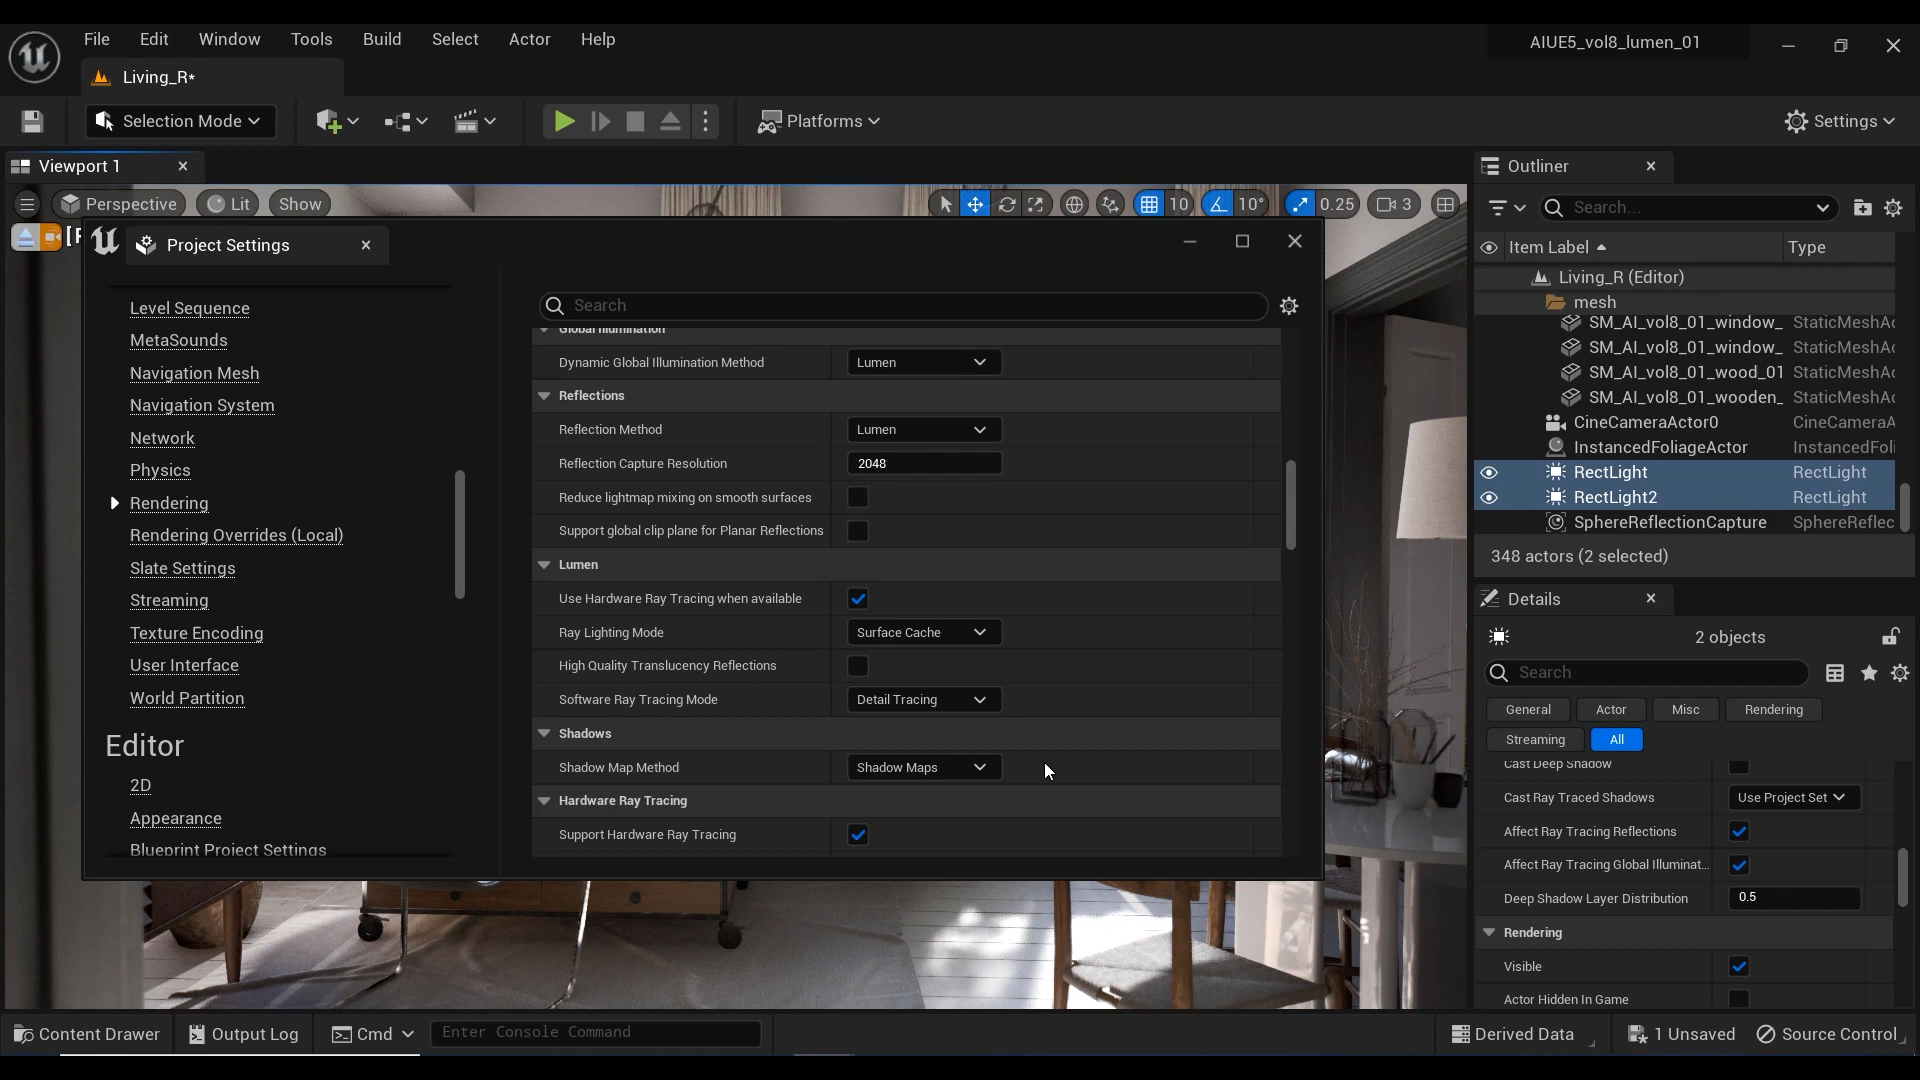 File Edit Window Tools Build Select Actor Help
AIUE5_vol8_lumen_01
Living_R*
Selection Mode
Platforms
Settings
Viewport 1
Perspective
Lit
Show
10
10°
0.25
3
Project Settings
Level Sequence
MetaSounds
Navigation Mesh
Navigation System
Network
Physics
Rendering
Rendering Overrides (Local)
Slate Settings
Streaming
Texture Encoding
User Interface
World Partition
Editor
2D
Appearance
Blueprint Project Settings
Search
Global Illumination
Dynamic Global Illumination Method Lumen
Reflections
Reflection Method Lumen
Reflection Capture Resolution 2048
Reduce lightmap mixing on smooth surfaces
Support global clip plane for Planar Reflections
Lumen
Use Hardware Ray Tracing when available
Ray Lighting Mode Surface Cache
High Quality Translucency Reflections
Software Ray Tracing Mode Detail Tracing
Shadows
Shadow Map Method Shadow Maps
Hardware Ray Tracing
Support Hardware Ray Tracing
Outliner
Search...
Item Label Type
Living_R (Editor)
mesh
SM_AI_vol8_01_window_ StaticMeshAc
SM_AI_vol8_01_window_ StaticMeshAc
SM_AI_vol8_01_wood_01 StaticMeshAc
SM_AI_vol8_01_wooden_ StaticMeshAc
CineCameraActor0 CineCameraA
InstancedFoliageActor InstancedFoli
RectLight RectLight
RectLight2 RectLight
SphereReflectionCapture SphereReflec
348 actors (2 selected)
Details
2 objects
Search
General Actor Misc Rendering
Streaming All
Cast Deep Shadow
Cast Ray Traced Shadows Use Project Set
Affect Ray Tracing Reflections
Affect Ray Tracing Global Illuminat...
Deep Shadow Layer Distribution 0.5
Rendering
Visible
Actor Hidden In Game
Content Drawer
Output Log
Cmd
Enter Console Command
Derived Data
1 Unsaved
Source Control